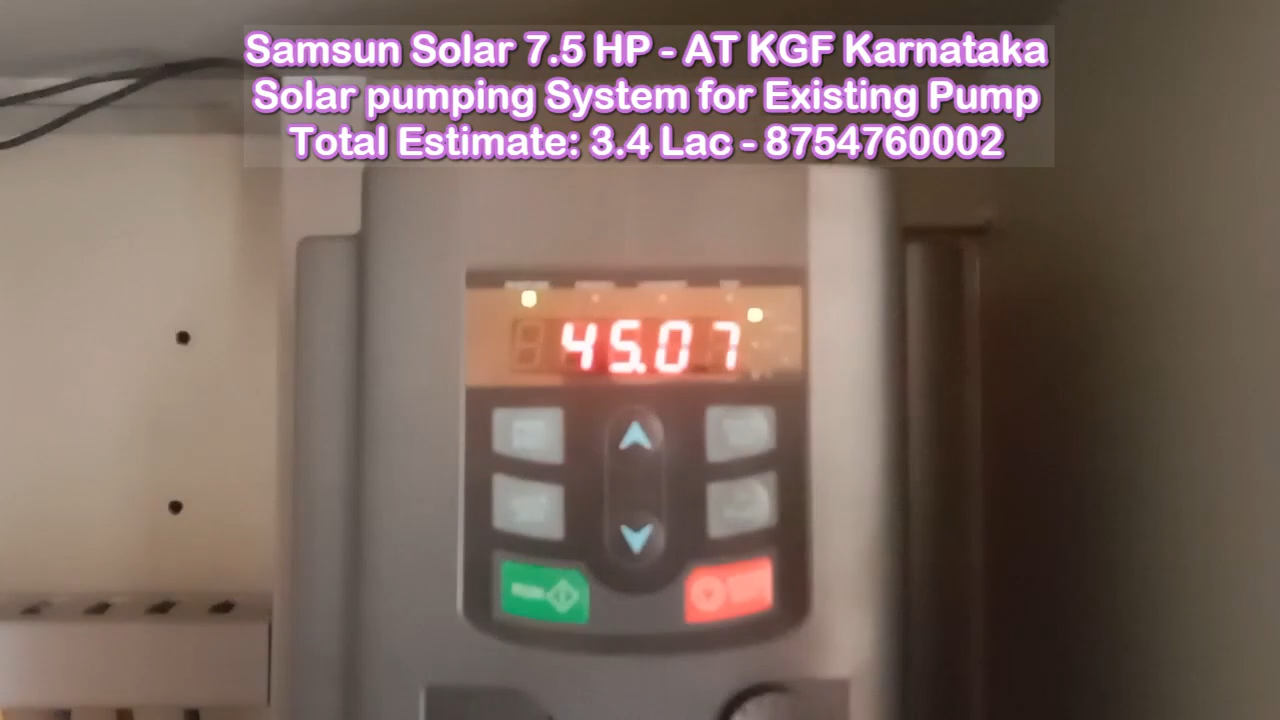 Samsun Solar 7.5 HP - AT KGF Karnataka
Solar pumping System for Existing Pump
Total Estimate: 3.4 Lac - 8754760002
45.07